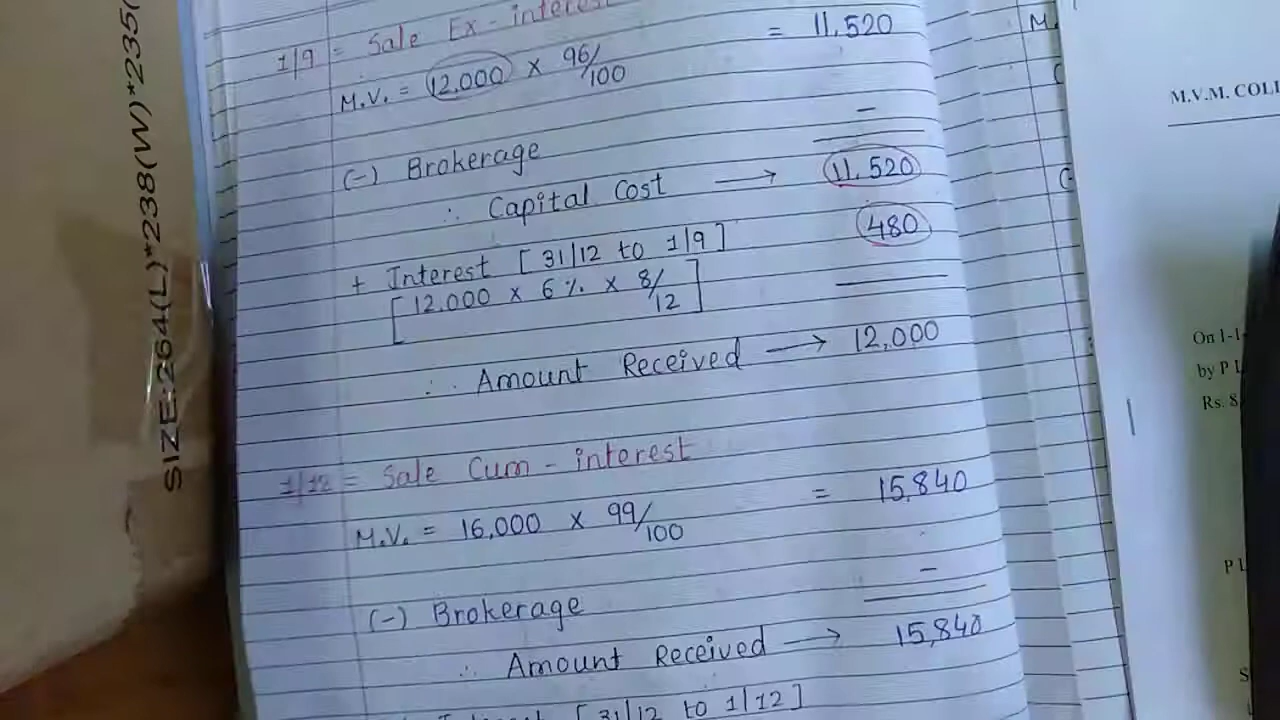 SIZE:264(L)*238(W)*235(
1/9 = Sale Ex - interest
M.V. = 12,000 x 96/100 = 11,520
(-) Brokerage -
∴ Capital Cost → 11,520
+ Interest [ 31/12 to 1/9 ] 480
[ 12,000 x 6% x 8/12 ]
∴ Amount Received → 12,000
1/12 = Sale Cum - interest
M.V. = 16,000 x 99/100 = 15,840
(-) Brokerage -
∴ Amount Received → 15,840
[ 31/12 to 1/12 ]
M.
M.V.M. COLL
On 1-1-
by P L
Rs. 8,
P L